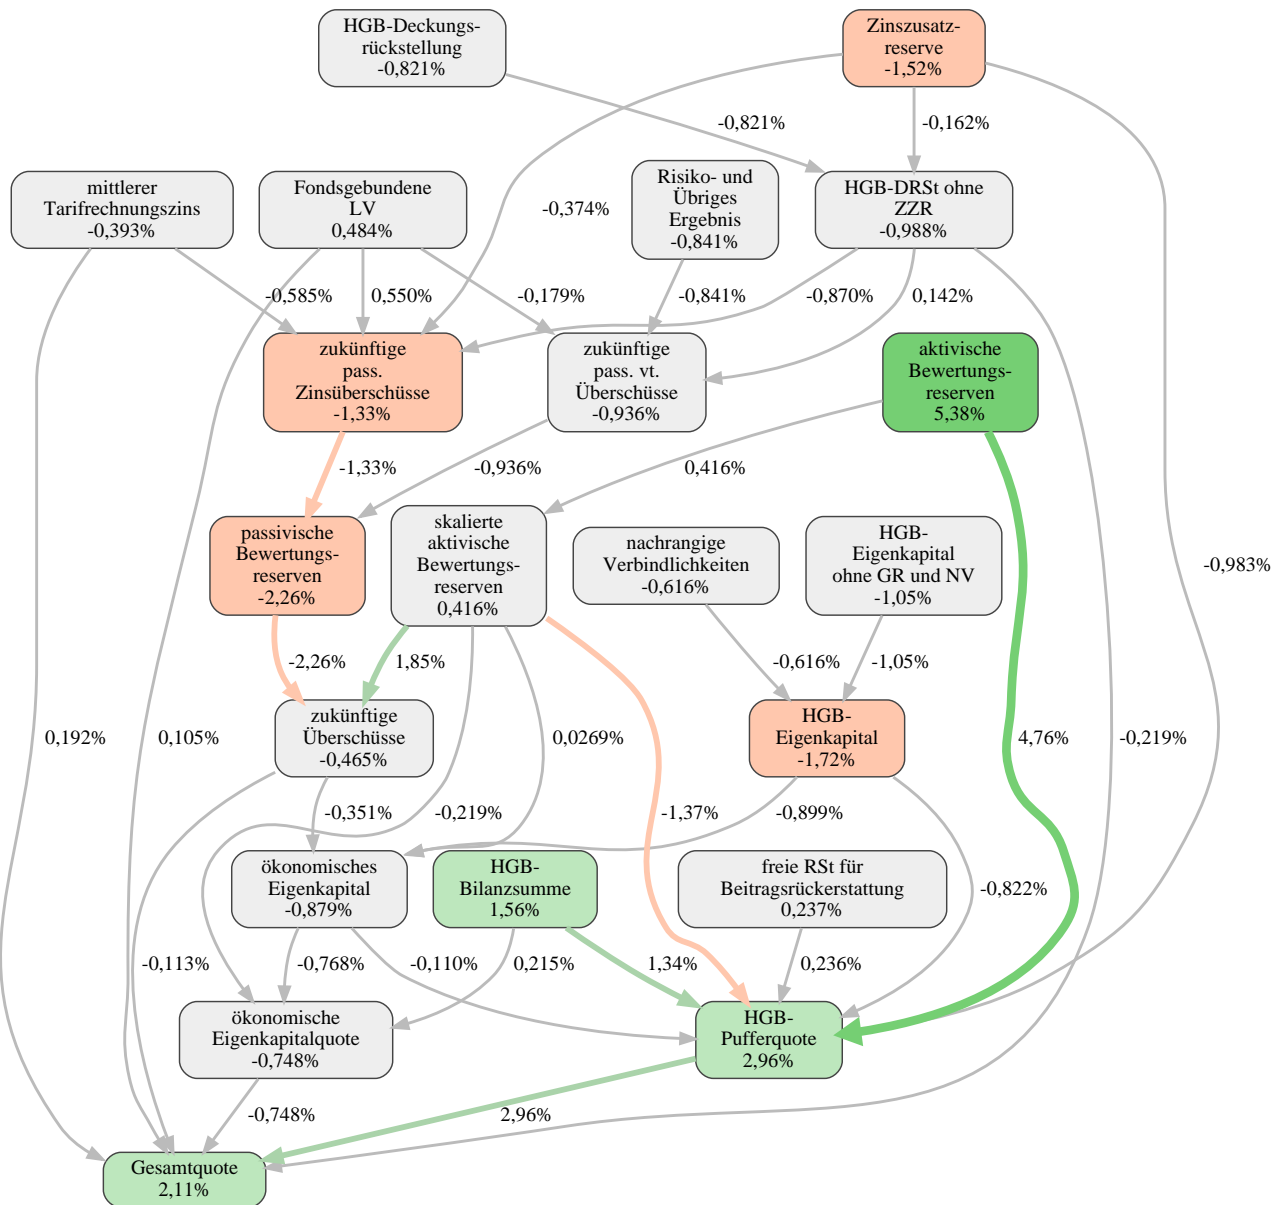 HGB-Deckungs-
rückstellung
-0,821%
Zinszusatz-
reserve
-1,52%
-0,821%
-0,162%
mittlerer
Tarifrechnungszins
-0,393%
Fondsgebundene
LV
0,484%
Risiko- und
Übriges
Ergebnis
-0,841%
HGB-DRSt ohne
ZZR
-0,988%
-0,374%
-0,585%
0,550%
-0,179%
-0,841%
-0,870%
0,142%
zukünftige
pass.
Zinsüberschüsse
-1,33%
zukünftige
pass. vt.
Überschüsse
-0,936%
aktivische
Bewertungs-
reserven
5,38%
-1,33%
-0,936%
0,416%
passivische
Bewertungs-
reserven
-2,26%
skalierte
aktivische
Bewertungs-
reserven
0,416%
nachrangige
Verbindlichkeiten
-0,616%
HGB-
Eigenkapital
ohne GR und NV
-1,05%
-0,983%
-2,26%
1,85%
-0,616%
-1,05%
zukünftige
Überschüsse
-0,465%
HGB-
Eigenkapital
-1,72%
0,192%
0,105%
0,0269%
4,76%
-0,219%
-0,351%
-0,219%
-1,37%
-0,899%
ökonomisches
Eigenkapital
-0,879%
HGB-
Bilanzsumme
1,56%
freie RSt für
Beitragsrückerstattung
0,237%
-0,822%
-0,113%
-0,768%
-0,110%
0,215%
1,34%
0,236%
ökonomische
Eigenkapitalquote
-0,748%
HGB-
Pufferquote
2,96%
-0,748%
2,96%
Gesamtquote
2,11%